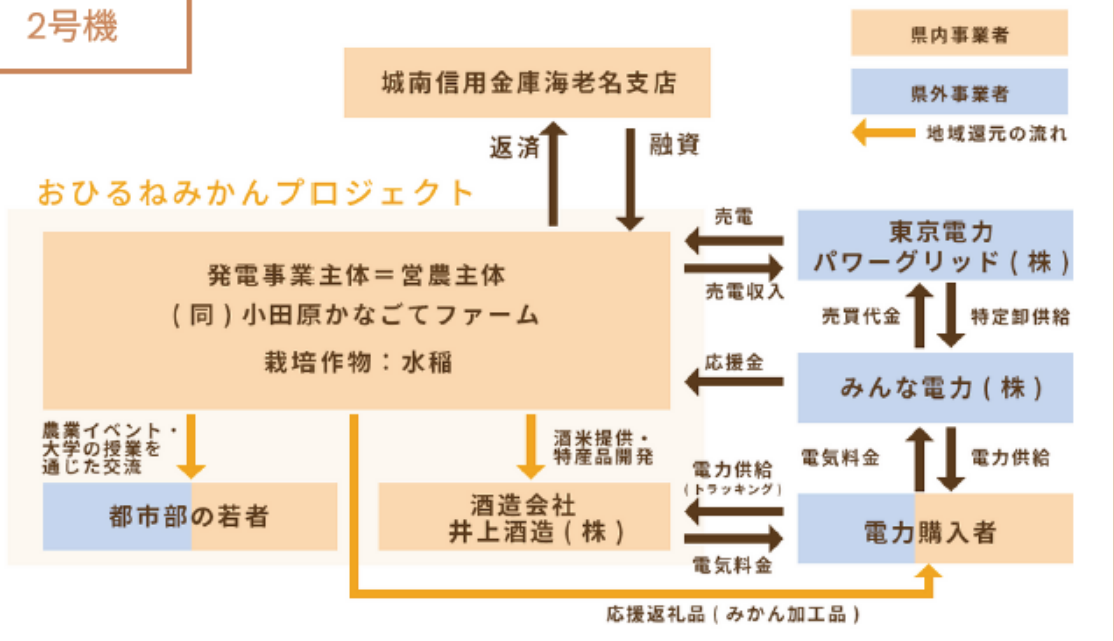 2号機
県内事業者
県外事業者
地域還元の流れ
城南信用金庫海老名支店
返済
融資
おひるねみかんプロジェクト
発電事業主体＝営農主体
(同)小田原かなごてファーム
栽培作物：水稲
売電
売電収入
東京電力
パワーグリッド(株)
売買代金
特定卸供給
応援金
みんな電力(株)
農業イベント・
大学の授業を
通じた交流
酒米提供・
特産品開発
電気料金
電力供給
電力供給
(トラッキング)
都市部の若者
酒造会社
井上酒造(株)
電力購入者
電気料金
応援返礼品(みかん加工品)